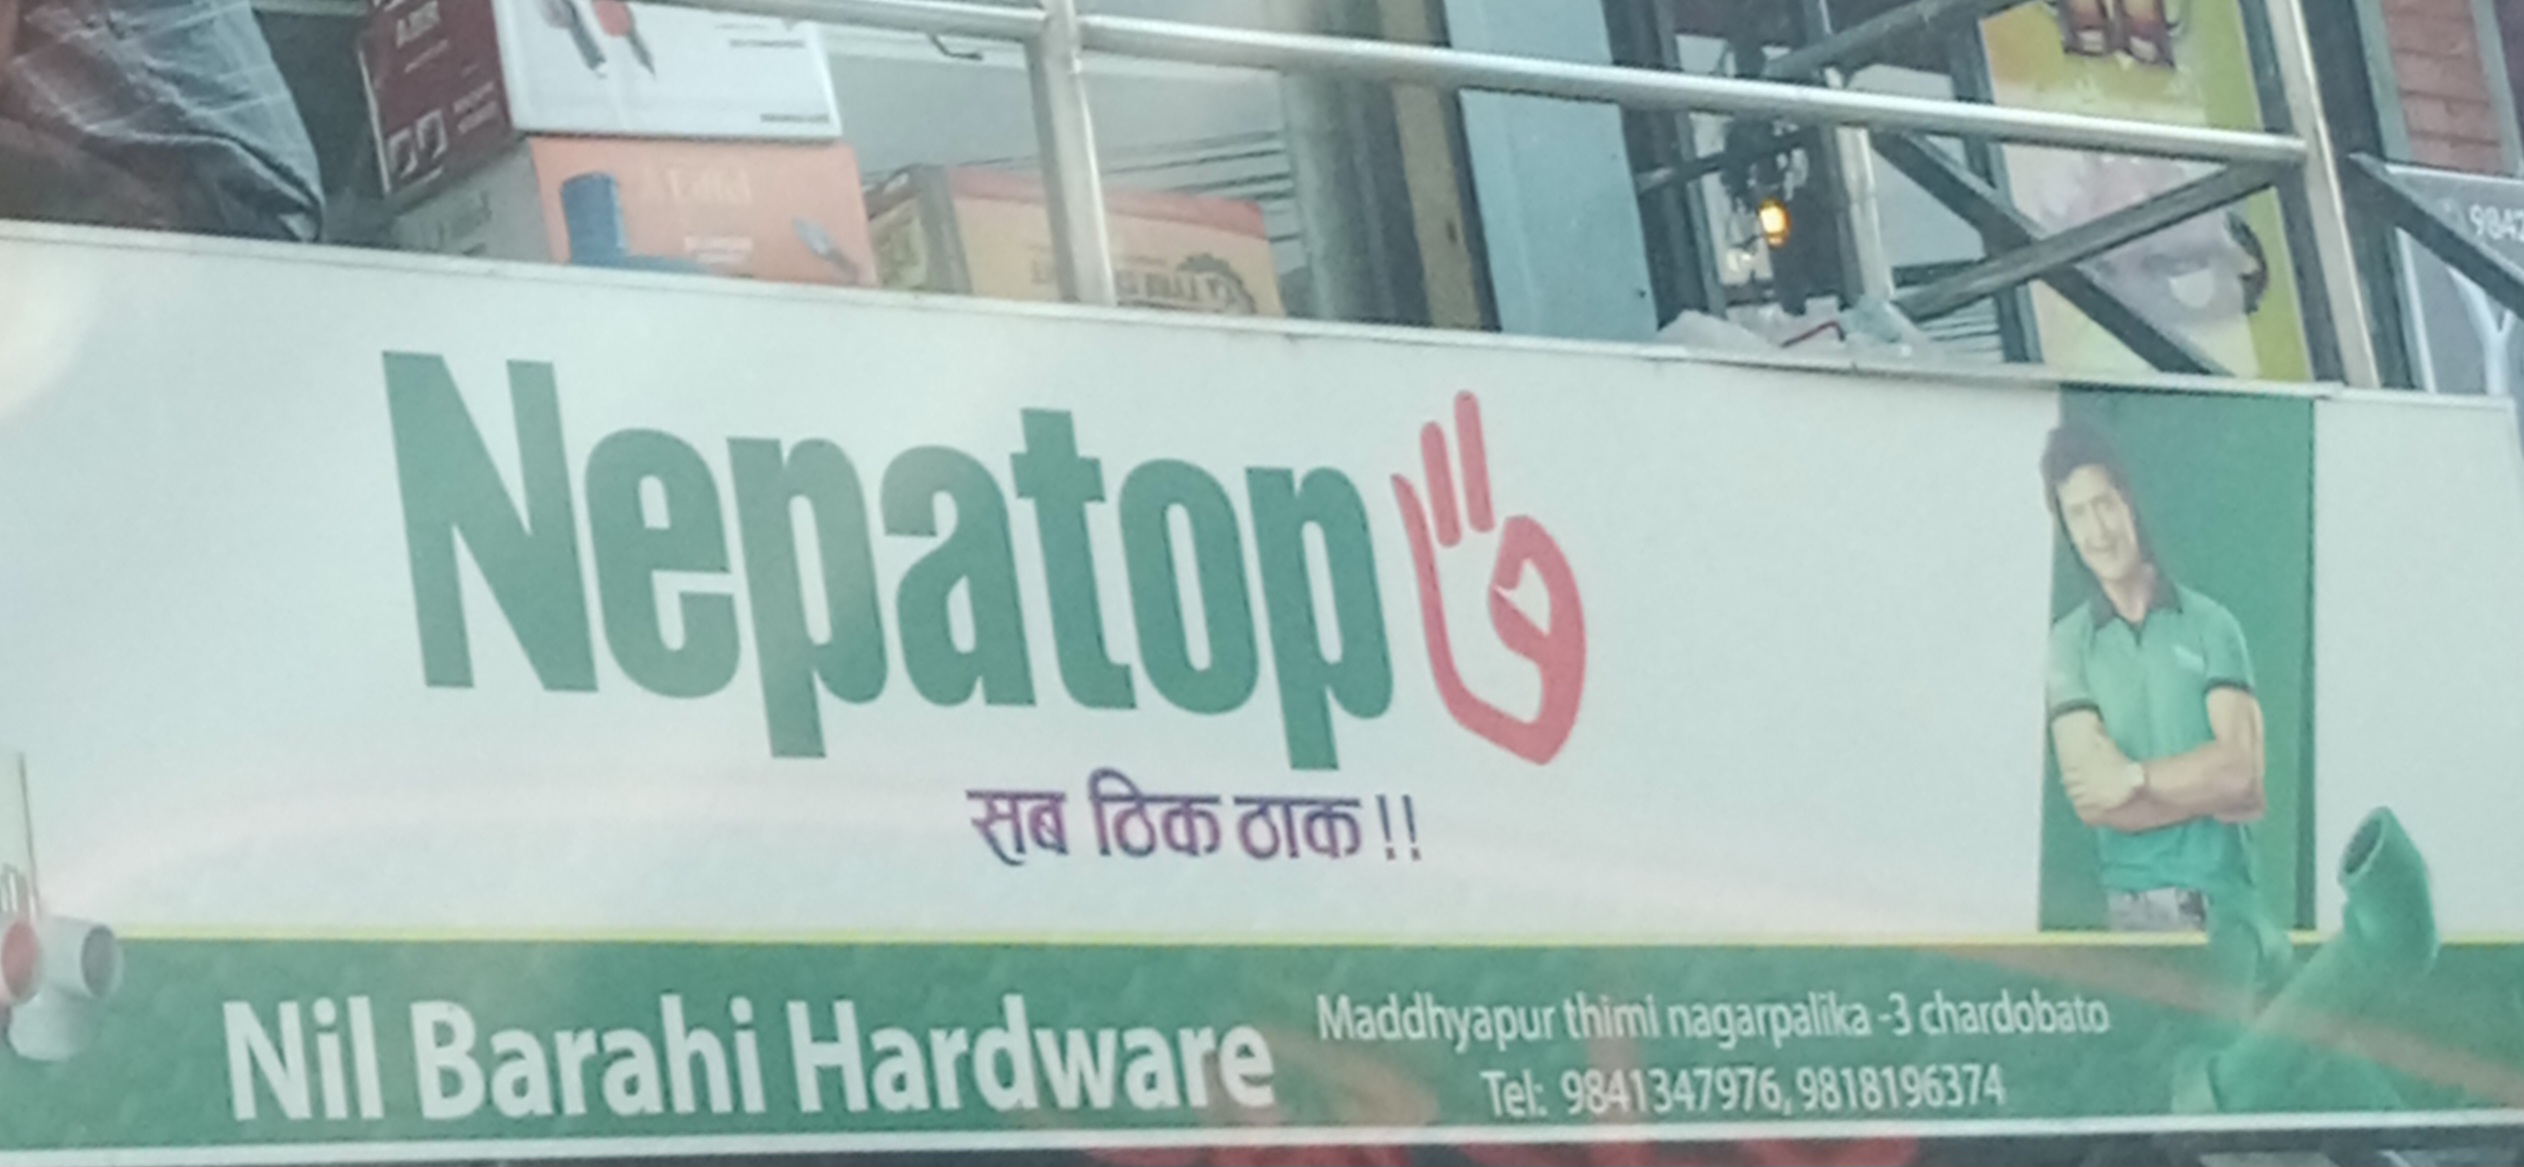 Nepatop
सब ठिक ठाक!!
Nil Barahi Hardware
Maddhyapur thimi nagarpalika -3 chardobato
Tel: 9841347976, 9818196374